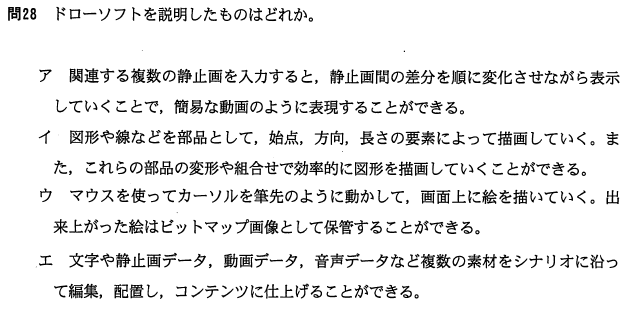 問28　ドローソフトを説明したものはどれか。
ア　関連する複数の静止画を入力すると，静止画間の差分を順に変化させながら表示
していくことで，簡易な動画のように表現することができる。
イ　図形や線などを部品として，始点，方向，長さの要素によって描画していく。ま
た，これらの部品の変形や組合せで効率的に図形を描画していくことができる。
ウ　マウスを使ってカーソルを筆先のように動かして，画面上に絵を描いていく。出
来上がった絵はビットマップ画像として保管することができる。
エ　文字や静止画データ，動画データ，音声データなど複数の素材をシナリオに沿っ
て編集，配置し，コンテンツに仕上げることができる。